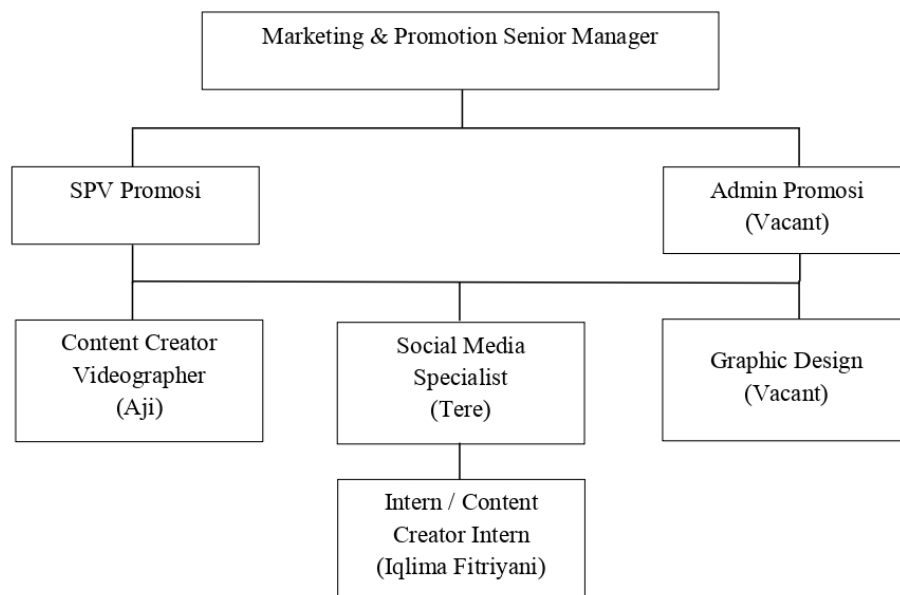 Marketing & Promotion Senior Manager
SPV Promosi
Admin Promosi
(Vacant)
Content Creator
Videographer
(Aji)
Social Media
Specialist
(Tere)
Graphic Design
(Vacant)
Intern / Content
Creator Intern
(Iqlima Fitriyani)